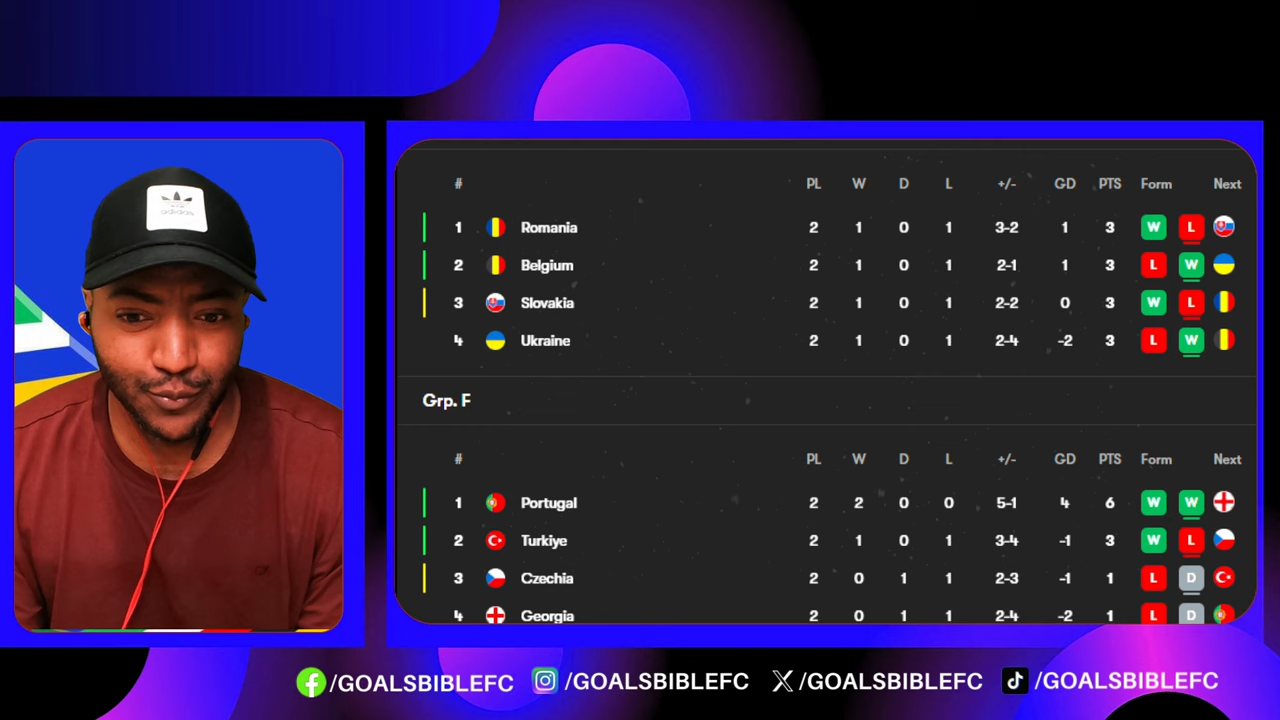 adidas
# PL W D L +/- GD PTS Form Next
1 Romania 2 1 0 1 3-2 1 3 W L
2 Belgium 2 1 0 1 2-1 1 3 L W
3 Slovakia 2 1 0 1 2-2 0 3 W L
4 Ukraine 2 1 0 1 2-4 -2 3 L W
Grp. F
# PL W D L +/- GD PTS Form Next
1 Portugal 2 2 0 0 5-1 4 6 W W
2 Turkiye 2 1 0 1 3-4 -1 3 W L
3 Czechia 2 0 1 1 2-3 -1 1 L D
4 Georgia 2 0 1 1 2-4 -2 1 L D
/GOALSBIBLEFC /GOALSBIBLEFC /GOALSBIBLEFC /GOALSBIBLEFC